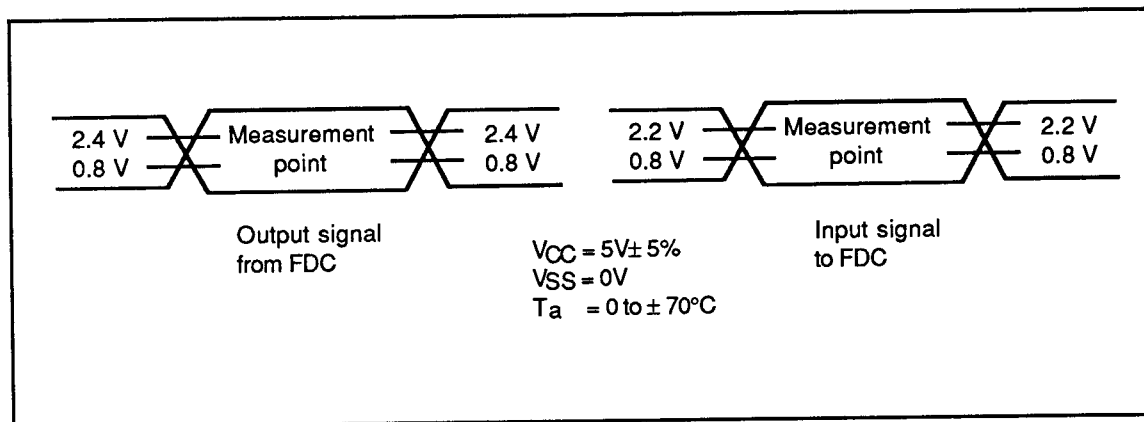 2.4 V Measurement 2.4 V
0.8 V point 0.8 V
Output signal
from FDC
2.2 V Measurement 2.2 V
0.8 V point 0.8 V
Input signal
to FDC
VCC = 5V± 5%
VSS = 0V
Ta = 0 to ± 70°C